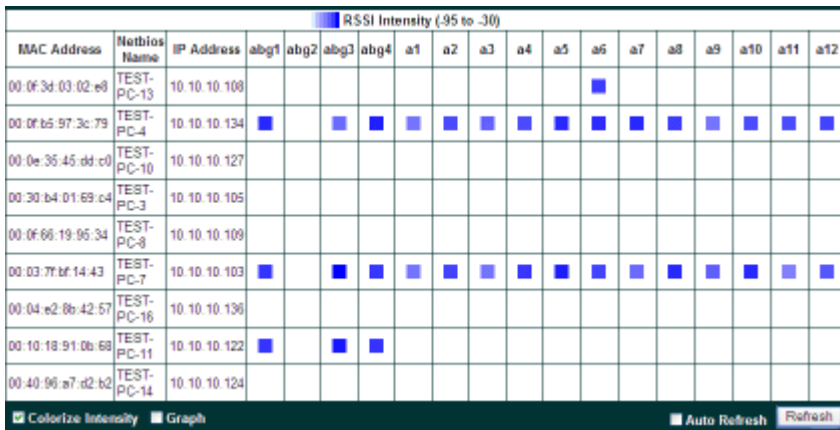 RSSI Intensity (-95 to -30)
MAC Address Netbios Name IP Address abg1 abg2 abg3 abg4 a1 a2 a3 a4 a5 a6 a7 a8 a9 a10 a11 a12
00:0f:3d:03:02:e8 TEST-PC-13 10.10.10.108
00:0f:b5:97:3c:79 TEST-PC-4 10.10.10.134
00:0e:35:45:dd:c0 TEST-PC-10 10.10.10.127
00:30:b4:01:69:c4 TEST-PC-3 10.10.10.105
00:0f:66:19:95:34 TEST-PC-8 10.10.10.109
00:03:7f:bf:14:43 TEST-PC-7 10.10.10.103
00:04:e2:8b:42:57 TEST-PC-16 10.10.10.136
00:10:18:91:0b:68 TEST-PC-11 10.10.10.122
00:40:96:a7:d2:b2 TEST-PC-14 10.10.10.124
Colorize Intensity Graph Auto Refresh Refresh